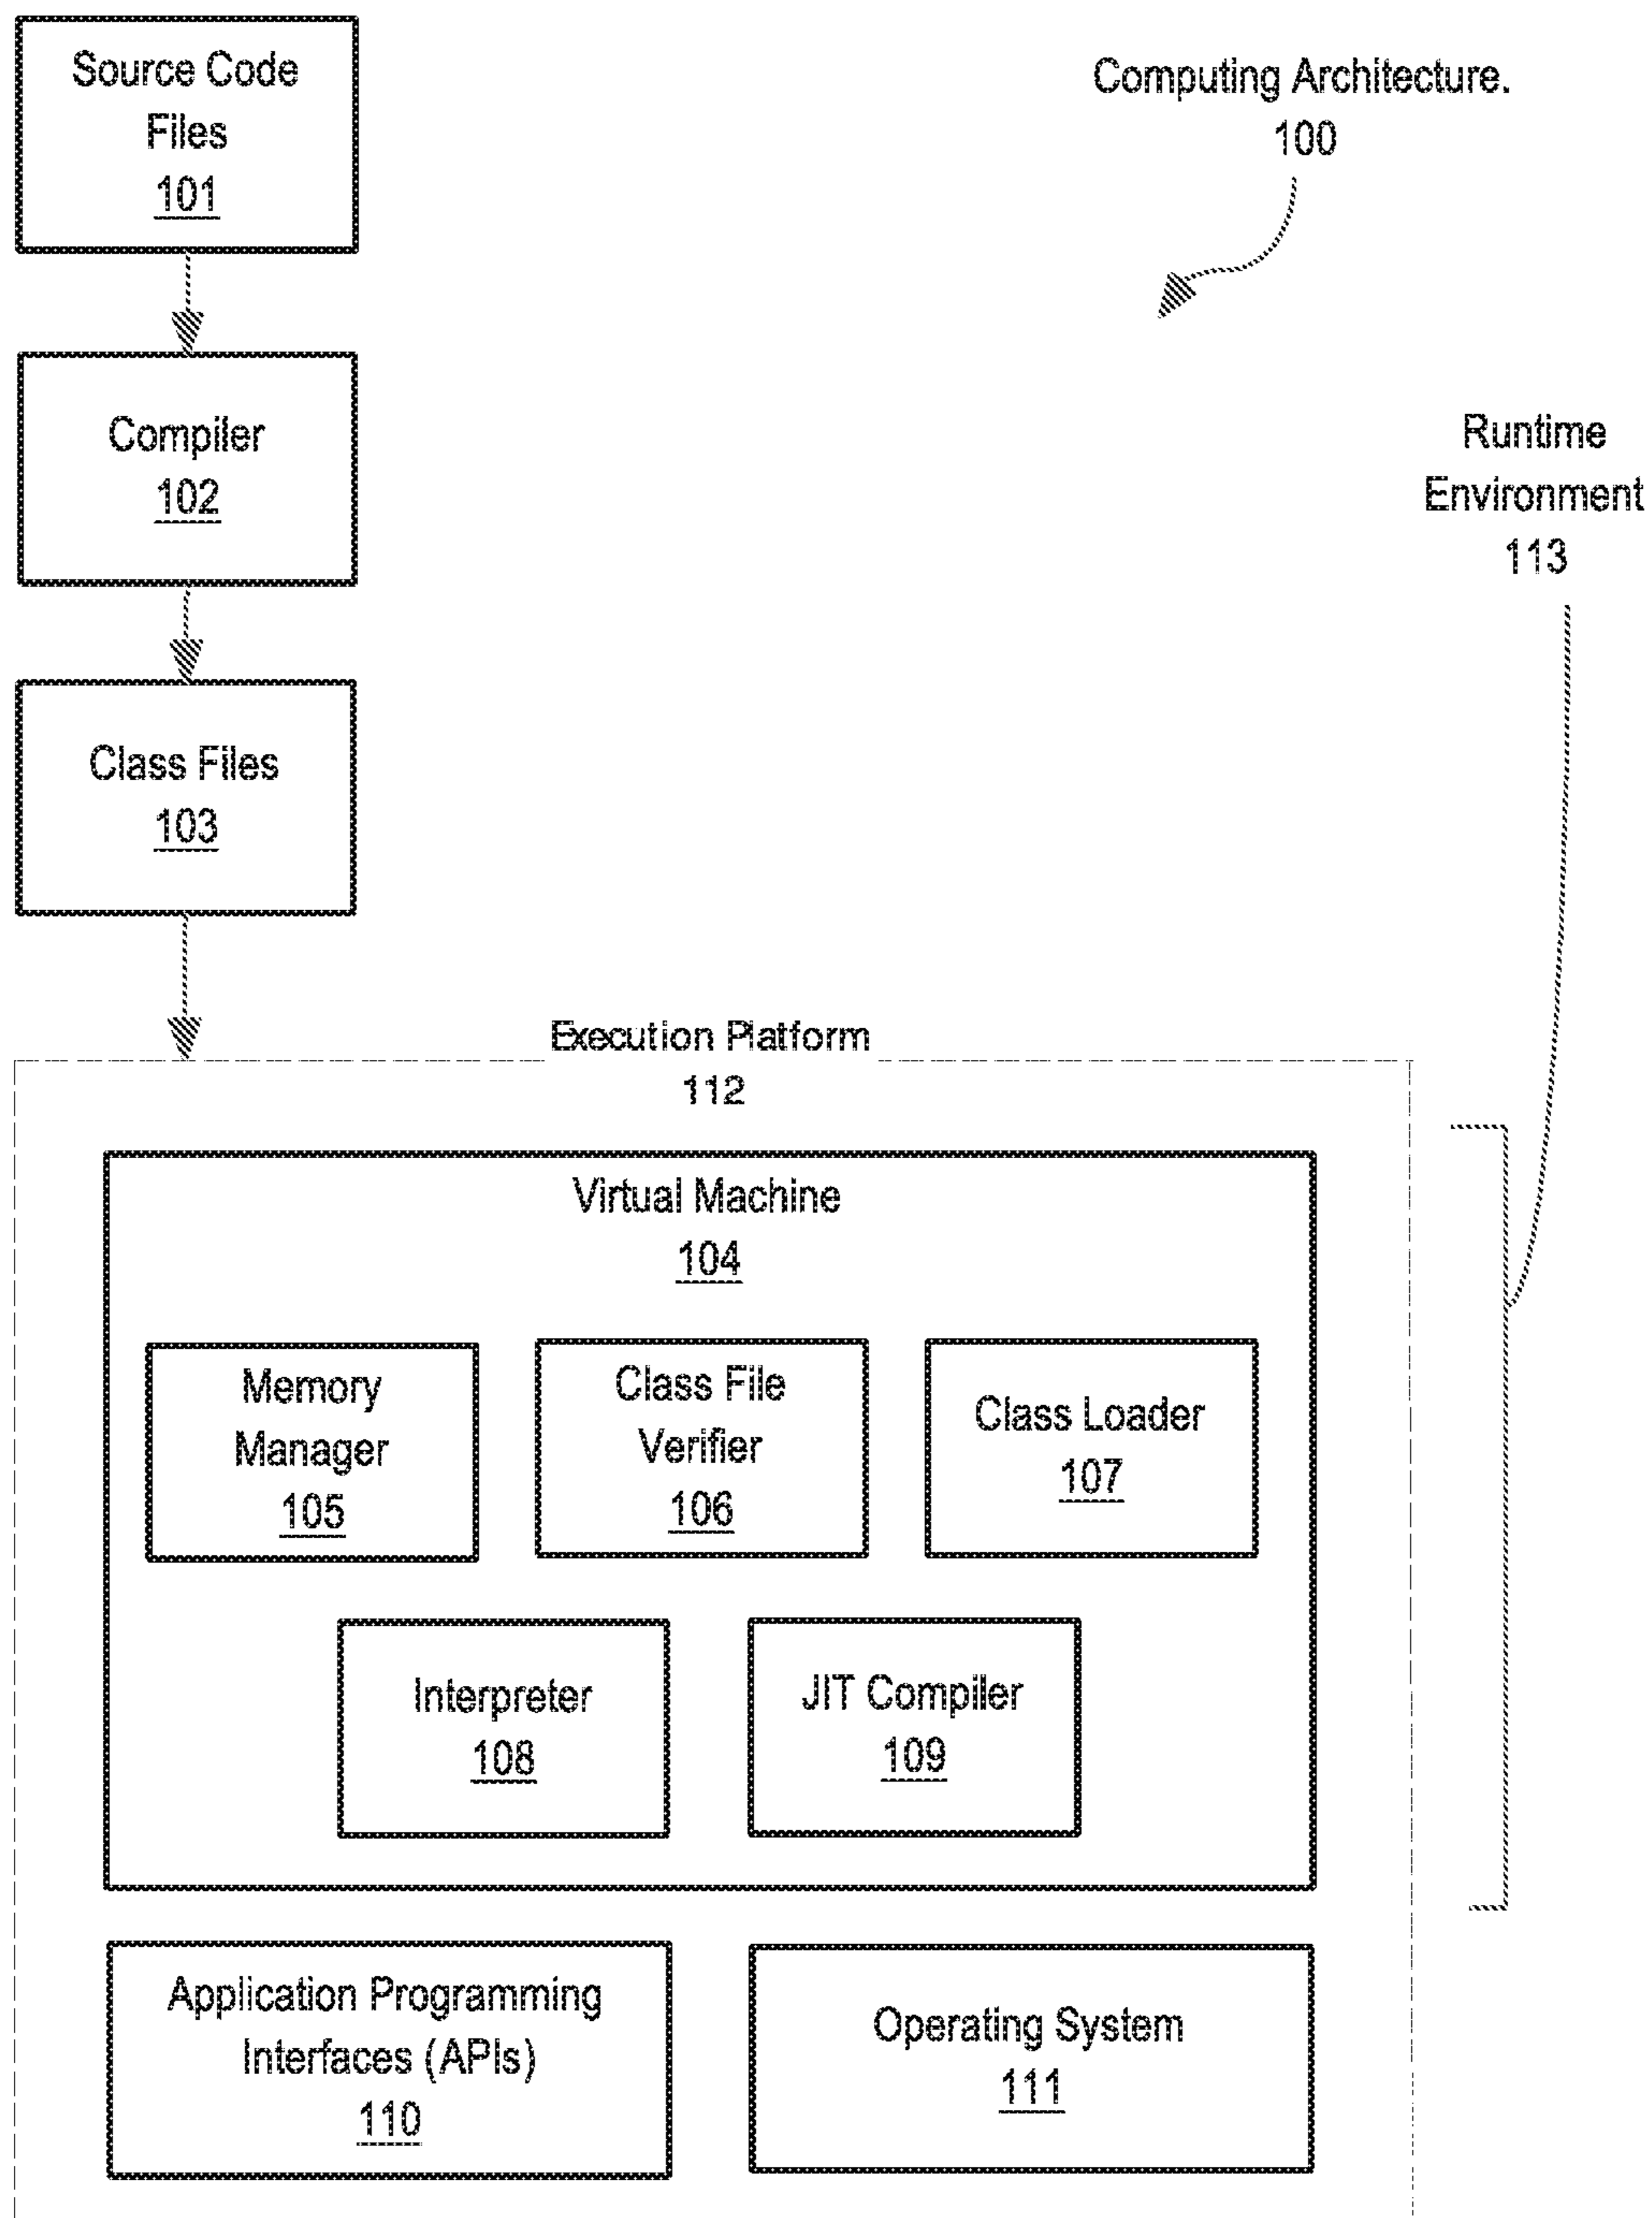 Source Code
Files
101
Computing Architecture.
100
Compiler
102
Runtime
Environment
113
Class Files
103
Execution Platform
112
Virtual Machine
104
Memory
Manager
105
Class File
Verifier
106
Class Loader
107
Interpreter
108
JIT Compiler
109
Application Programming
Interfaces (APIs)
110
Operating System
111